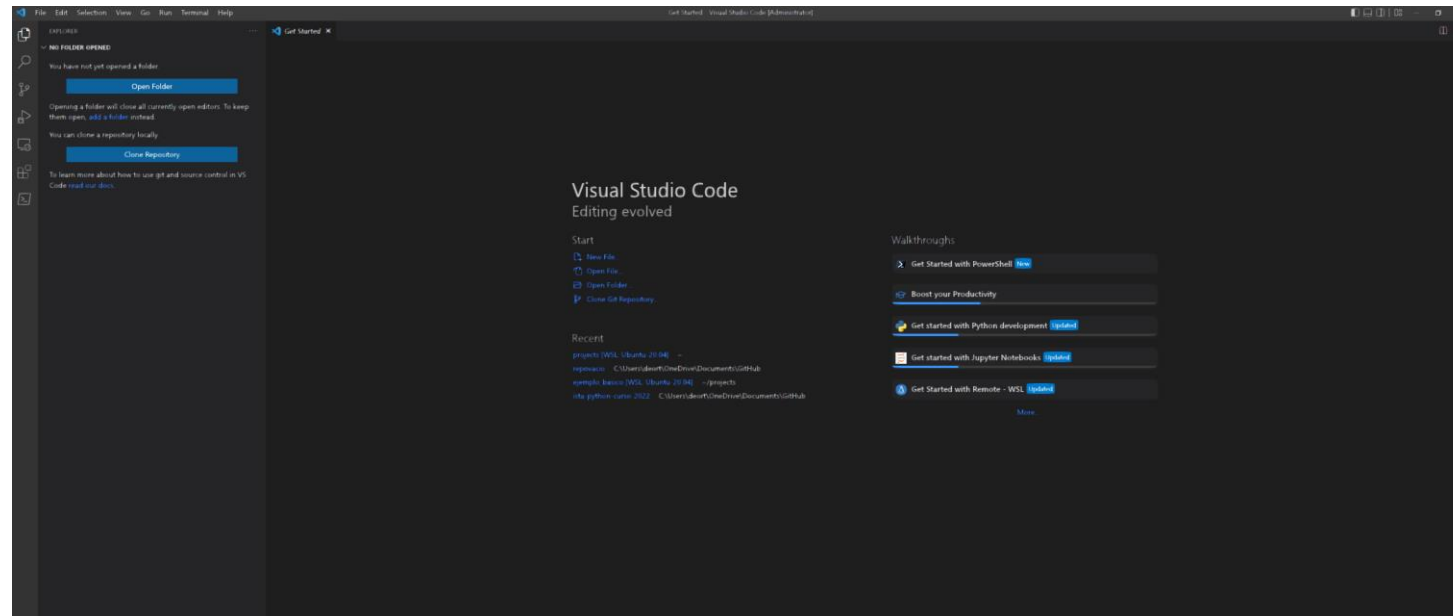 File Edit Selection View Go Run Terminal Help
Get Started Visual Studio Code [Administrator]
EXPLORER
Get Started
NO FOLDER OPENED
You have not yet opened a folder.
Open Folder
Opening a folder will close all currently open editors. To keep
them open, add a folder instead.
You can clone a repository locally.
Clone Repository
To learn more about how to use git and source control in VS
Code read our docs.
Visual Studio Code
Editing evolved
Start
New File...
Open File...
Open Folder...
Clone Git Repository...
Recent
projects [WSL: Ubuntu-20.04] ~
C:\Users\deort\OneDrive\Documents\GitHub
ejemplo basico [WSL: Ubuntu-20.04] ~/projects
python curso 2022 C:\Users\deort\OneDrive\Documents\GitHub
Walkthroughs
Get Started with PowerShell New
Boost your Productivity
Get started with Python development Updated
Get started with Jupyter Notebooks Updated
Get Started with Remote - WSL Updated
More...